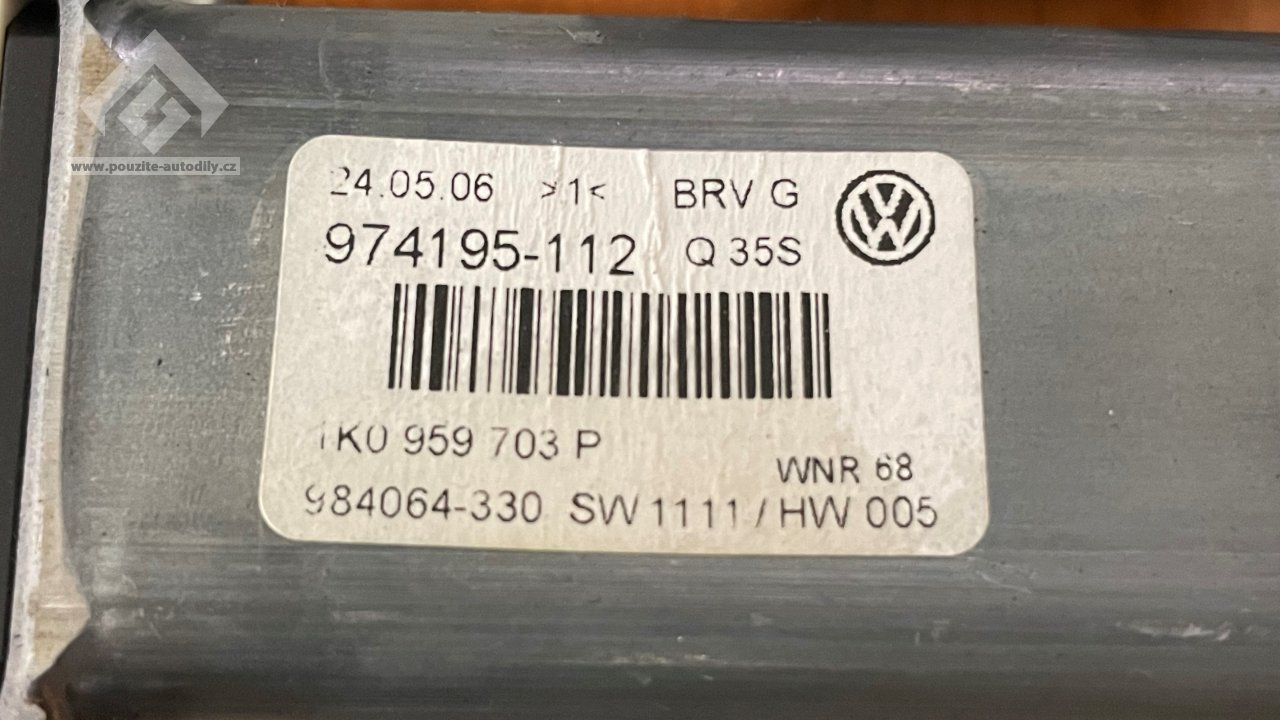 www.pouzite-autodily.cz
24.05.06 >1< BRV G
974195-112 Q 35S
1K0 959 703 P
WNR 68
984064-330 SW 1111 / HW 005